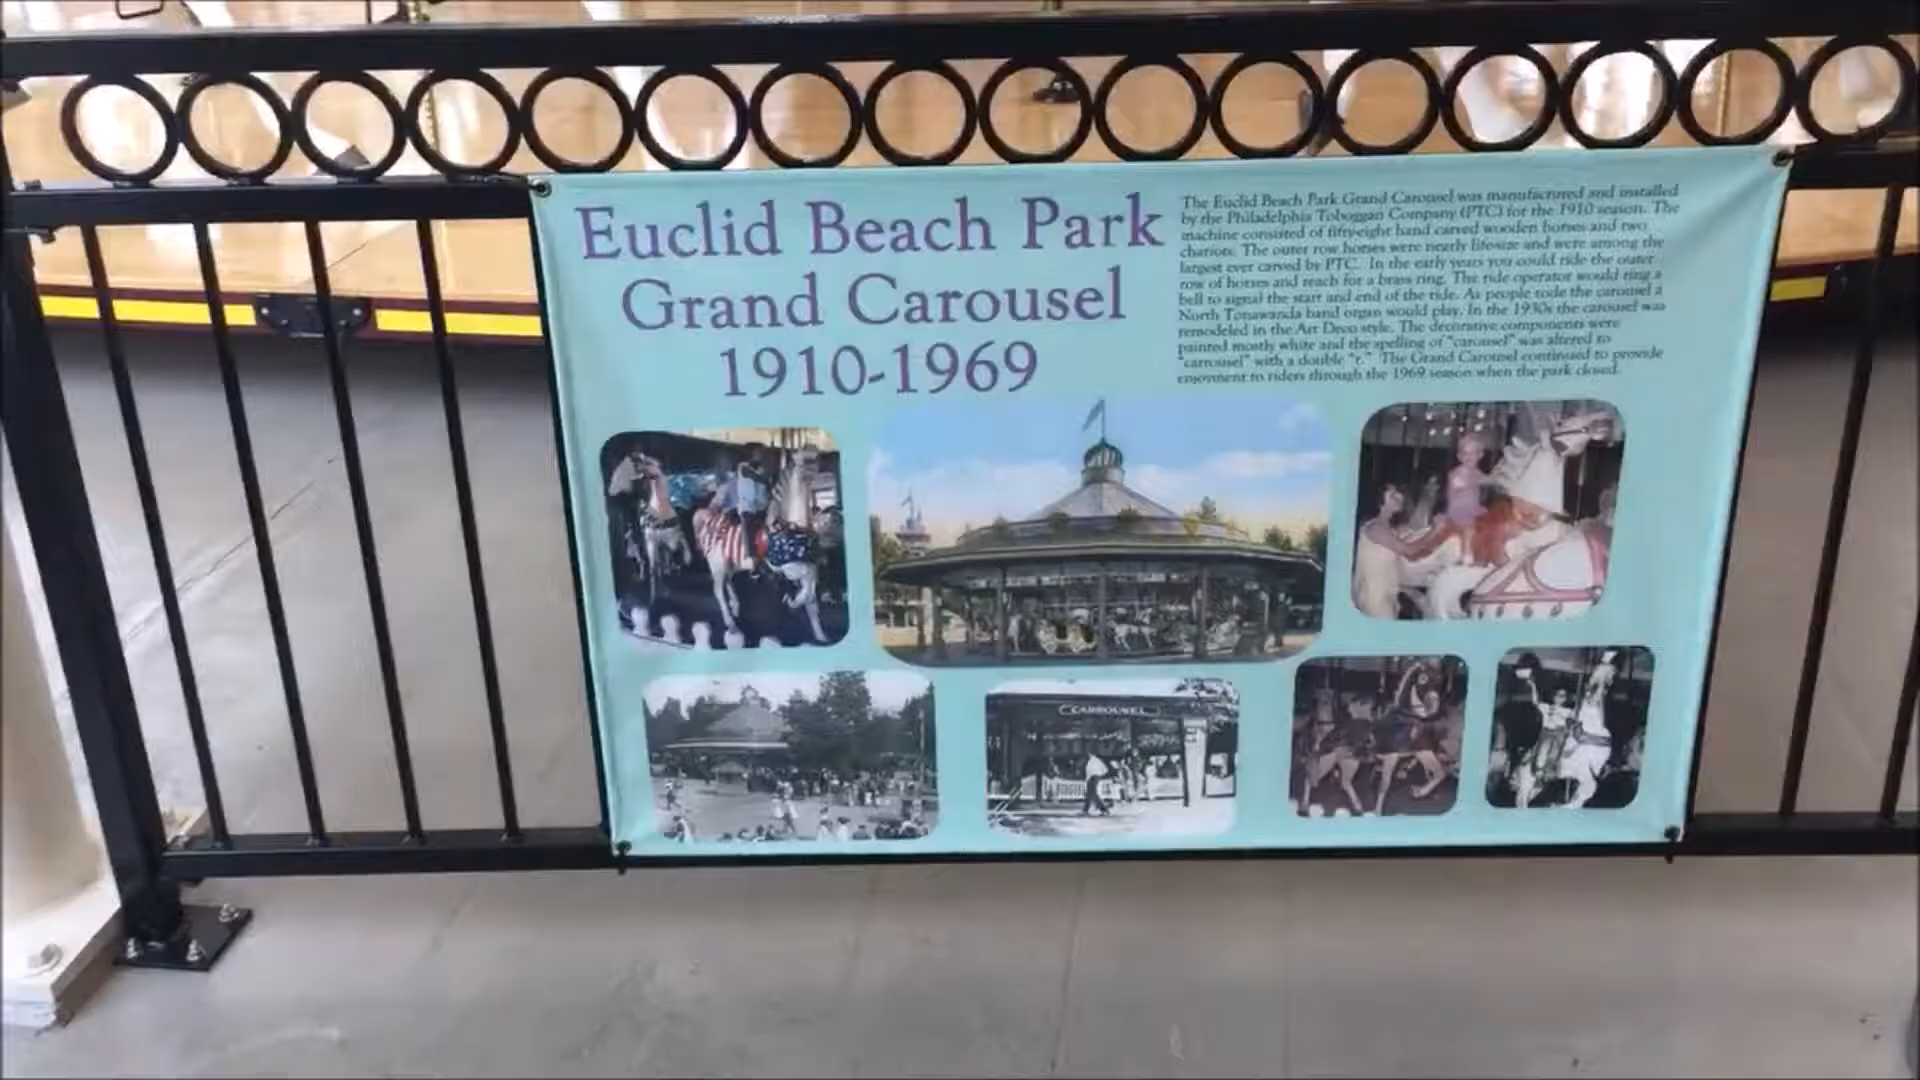 Euclid Beach Park
Grand Carousel
1910-1969
The Euclid Beach Park Grand Carousel was manufactured and installed
by the Philadelphia Toboggan Company (PTC) for the 1910 season. The
machine consisted of fifty-eight hand carved wooden horses and two
chariots. The outer row horses were nearly lifesize and were among the
largest ever carved by PTC. In the early years you could ride the outer
row of horses and reach for a brass ring. The ride operator would ring a
bell to signal the start and end of the ride. As people rode the carousel a
North Tonawanda band organ would play. In the 1930s the carousel was
remodeled in the Art Deco style. The decorative components were
painted mostly white and the spelling of "carousel" was altered to
"carrousel" with a double "r." The Grand Carousel continued to provide
enjoyment to riders through the 1969 season when the park closed.
CARROUSEL